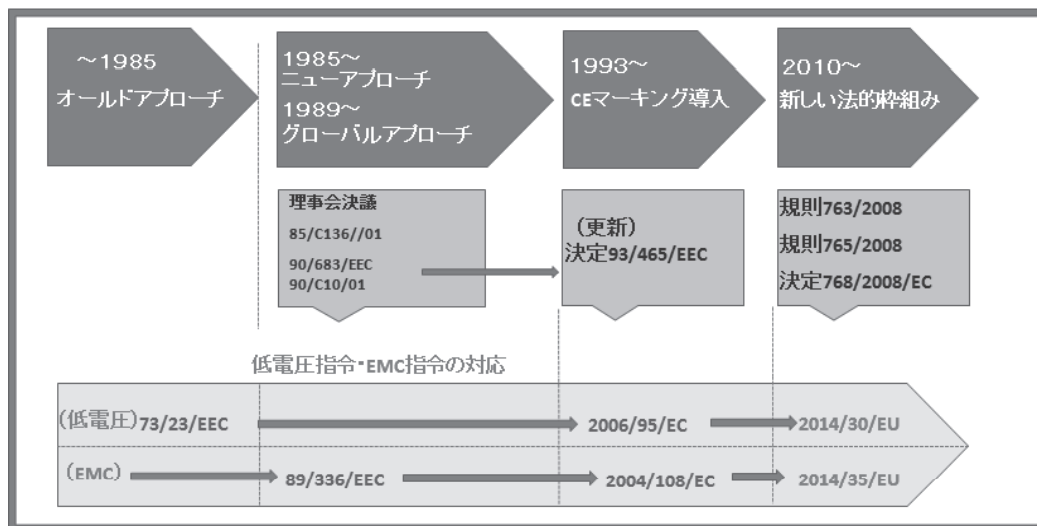 ～1985
オールドアプローチ
1985～
ニューアプローチ
1989～
グローバルアプローチ
1993～
CEマーキング導入
2010～
新しい法的枠組み
理事会決議
85/C136//01
90/683/EEC
90/C10/01
（更新）
決定93/465/EEC
規則763/2008
規則765/2008
決定768/2008/EC
低電圧指令・EMC指令の対応
（低電圧）73/23/EEC
2006/95/EC
2014/30/EU
（EMC）
89/336/EEC
2004/108/EC
2014/35/EU